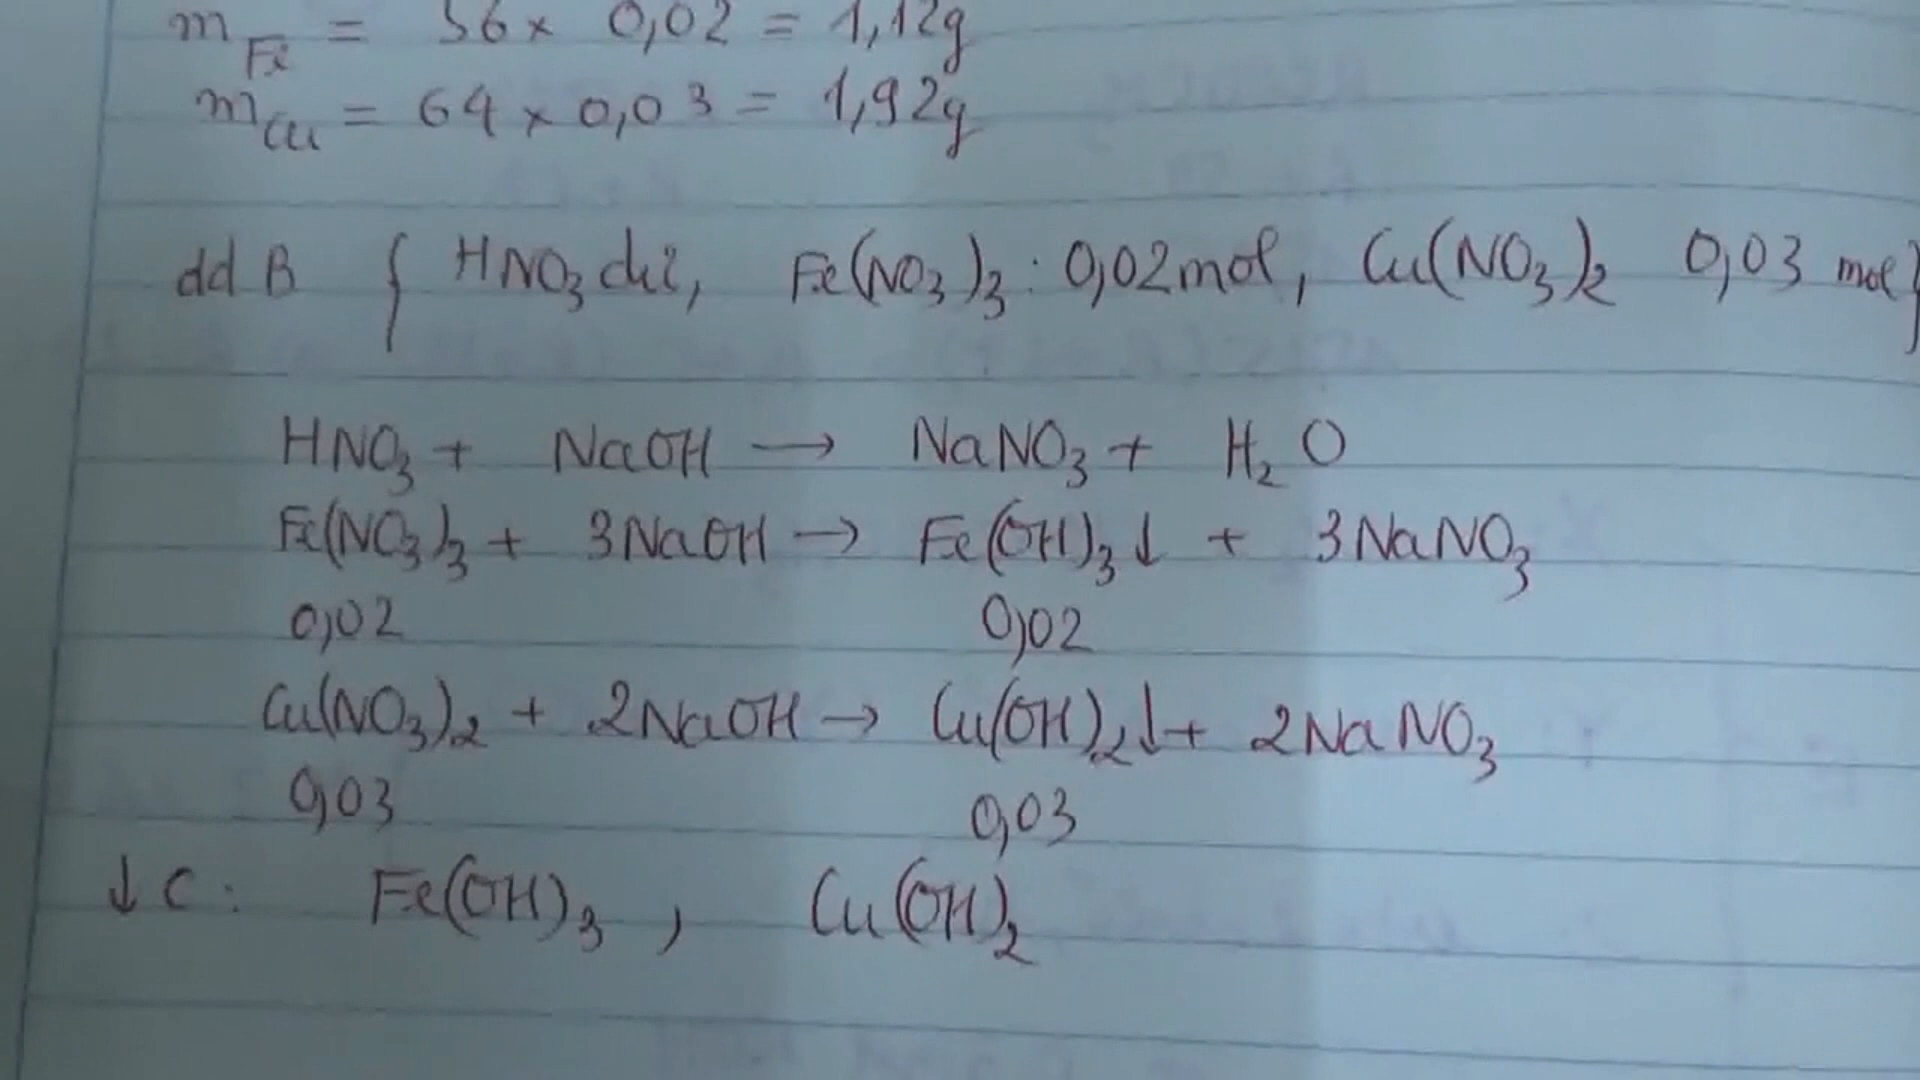 m Fe = 56 x 0,02 = 1,12g
m Cu = 64 x 0,03 = 1,92g
dd B { HNO3 dư, Fe(NO3)3 : 0,02mol, Cu(NO3)2 0,03 mol}
HNO3 + NaOH → NaNO3 + H2O
Fe(NO3)3 + 3NaOH → Fe(OH)3↓ + 3NaNO3
0,02 0,02
Cu(NO3)2 + 2NaOH → Cu(OH)2↓ + 2NaNO3
0,03 0,03
↓ C : Fe(OH)3 , Cu(OH)2